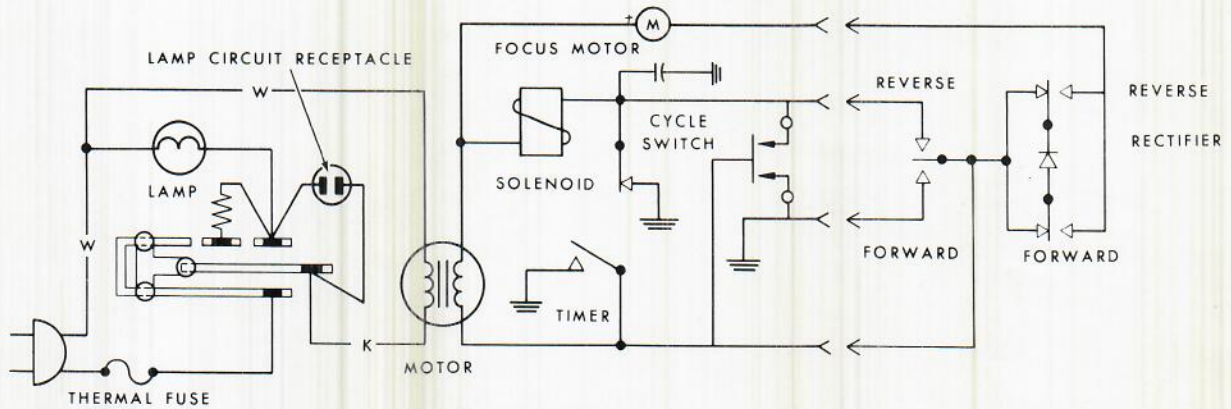 M
FOCUS MOTOR
LAMP CIRCUIT RECEPTACLE
W
REVERSE
REVERSE
CYCLE
SWITCH
RECTIFIER
LAMP
SOLENOID
W
FORWARD
FORWARD
TIMER
K
MOTOR
THERMAL FUSE